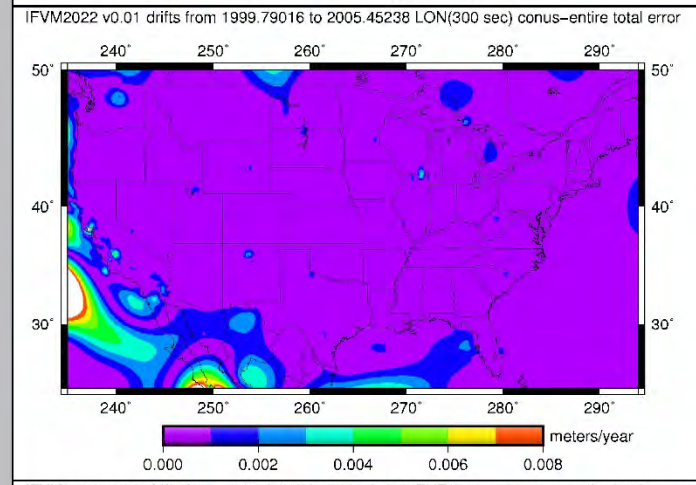 IFVM2022 v0.01 drifts from 1999.79016 to 2005.45238 LON(300 sec) conus−entire total error
240˚ 250˚ 260˚ 270˚ 280˚ 290˚
50˚ 50˚
40˚ 40˚
30˚ 30˚
240˚ 250˚ 260˚ 270˚ 280˚ 290˚
meters/year
0.000 0.002 0.004 0.006 0.008